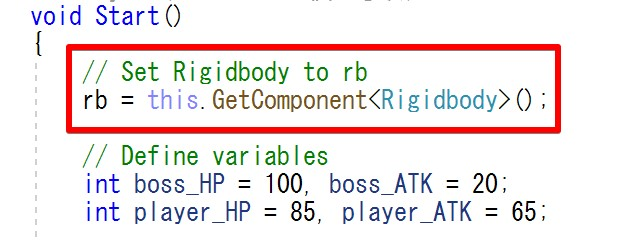 void Start()
{
// Set Rigidbody to rb
rb = this.GetComponent<Rigidbody>();
// Define variables
int boss_HP = 100, boss_ATK = 20;
int player_HP = 85, player_ATK = 65;